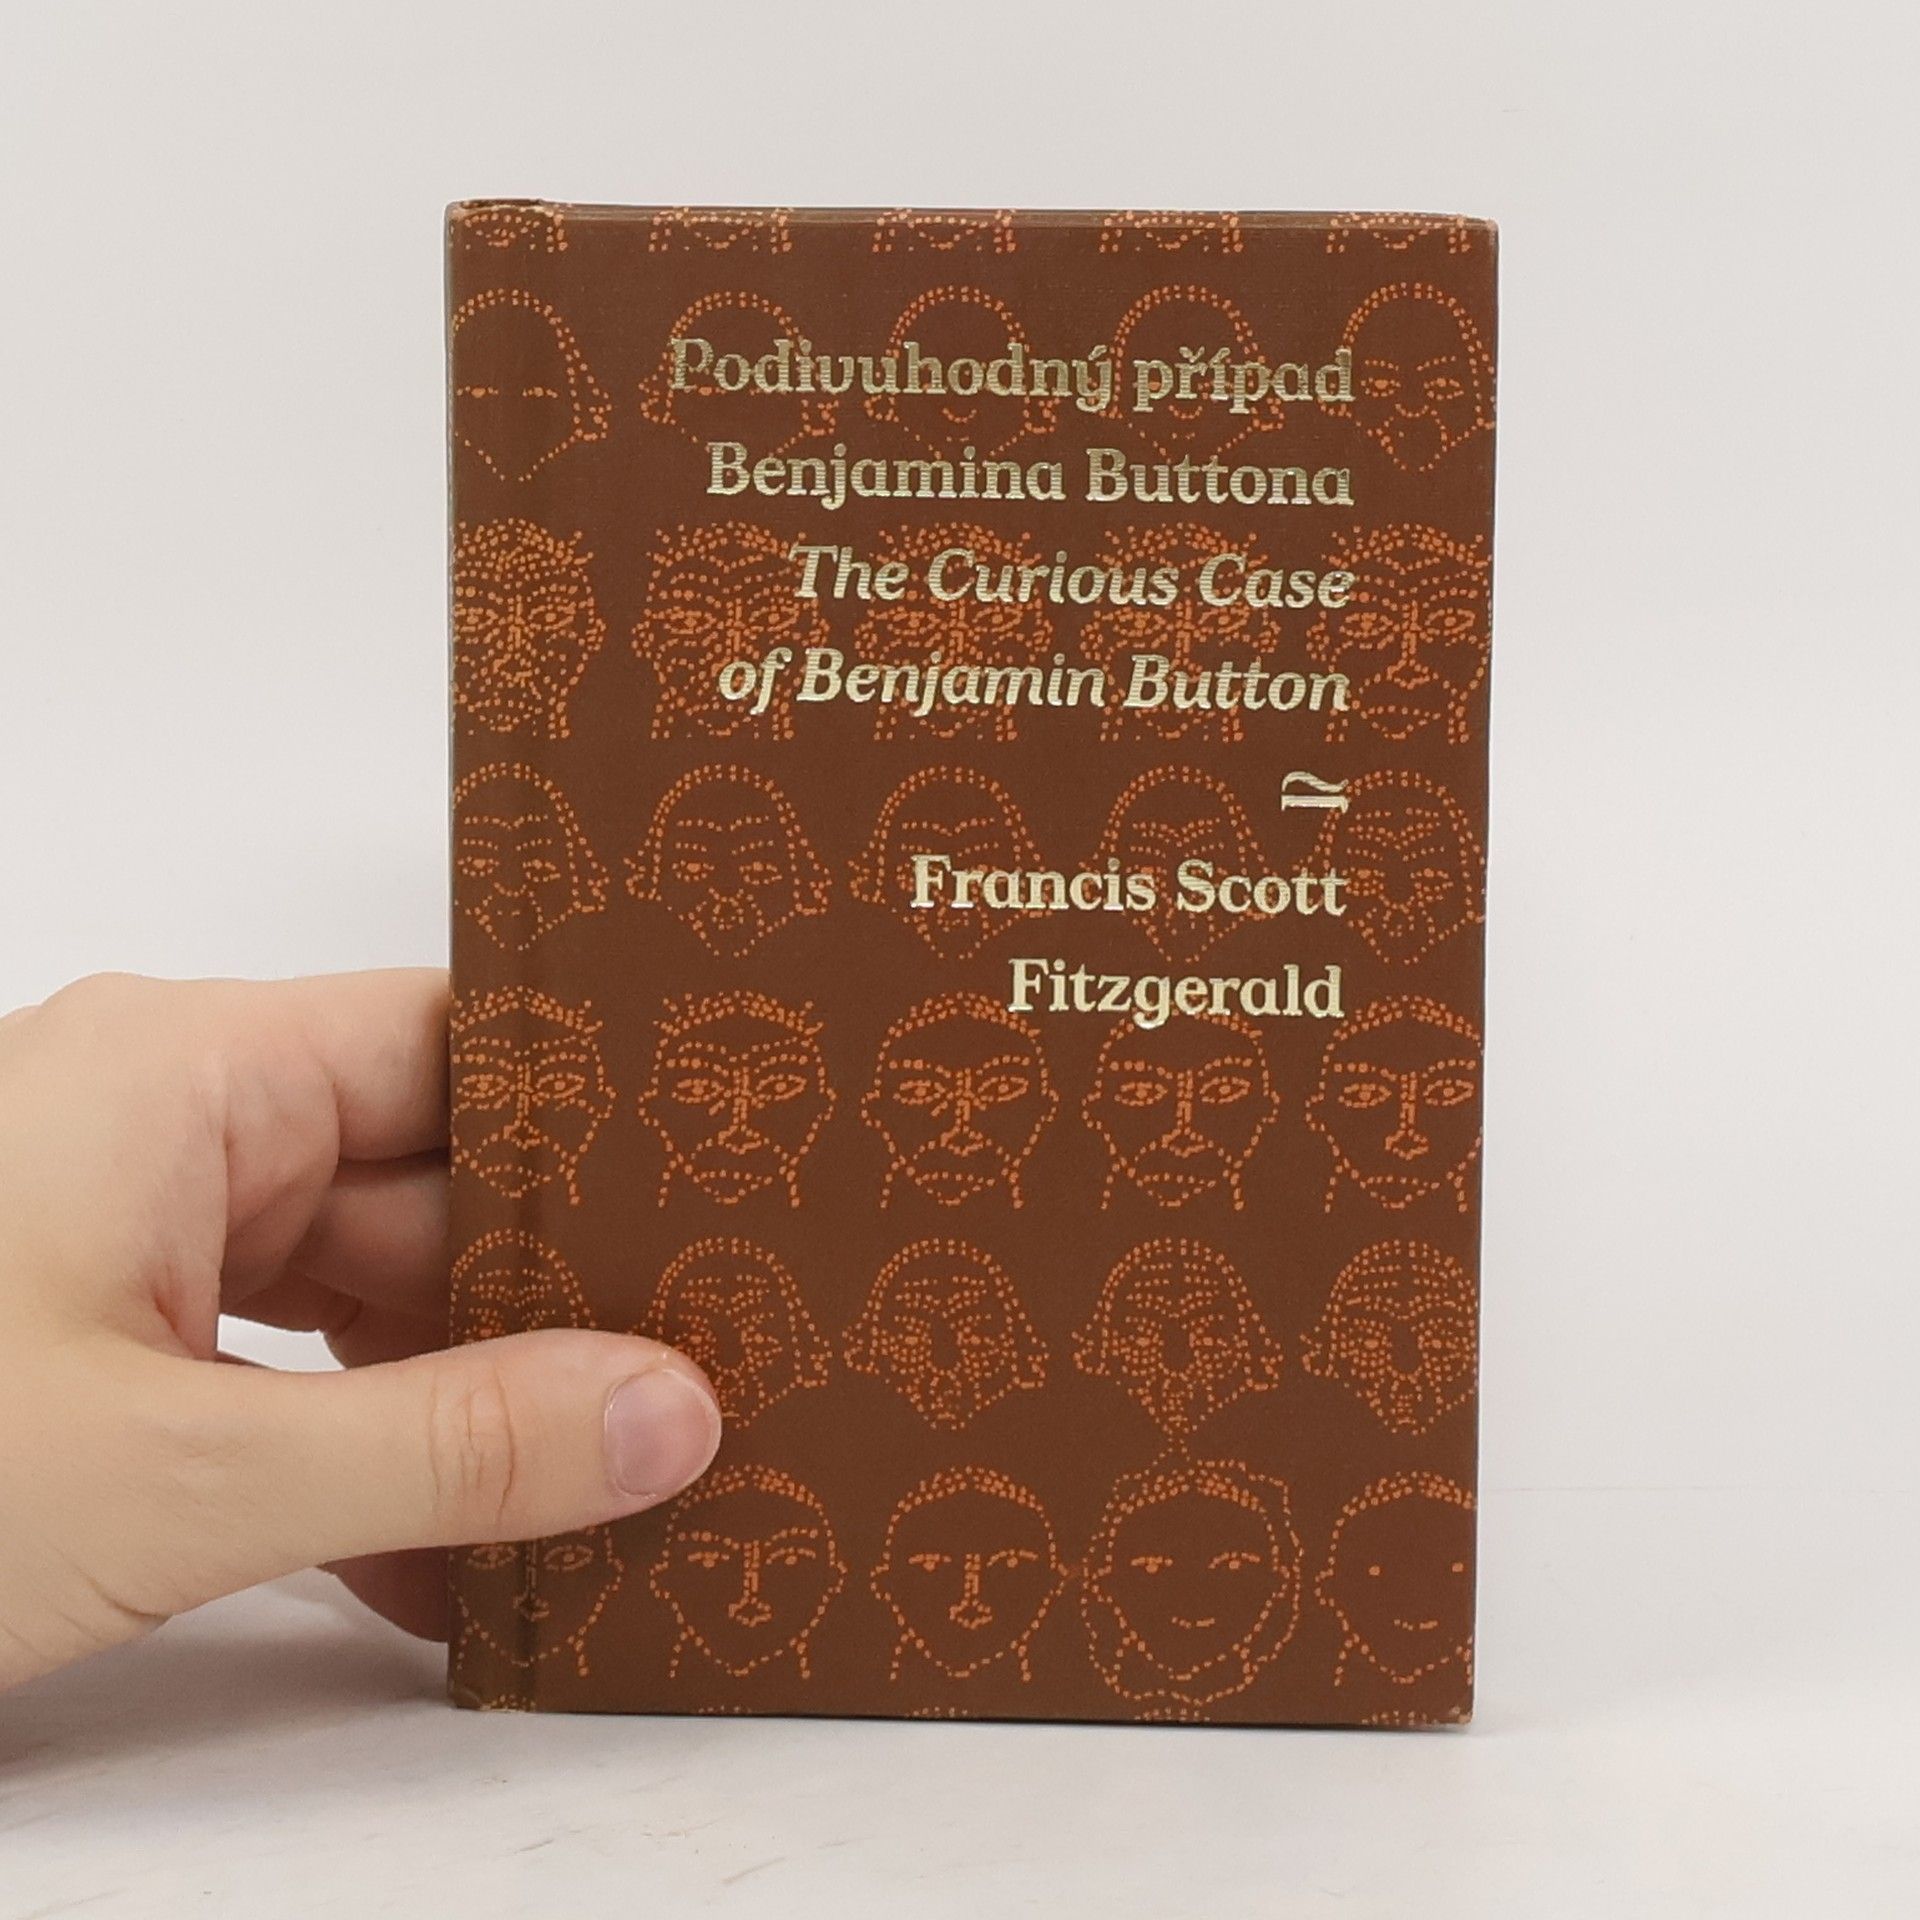 Podivuhodný případ
Benjamina Buttona
The Curious Case
of Benjamin Button
Francis Scott
Fitzgerald